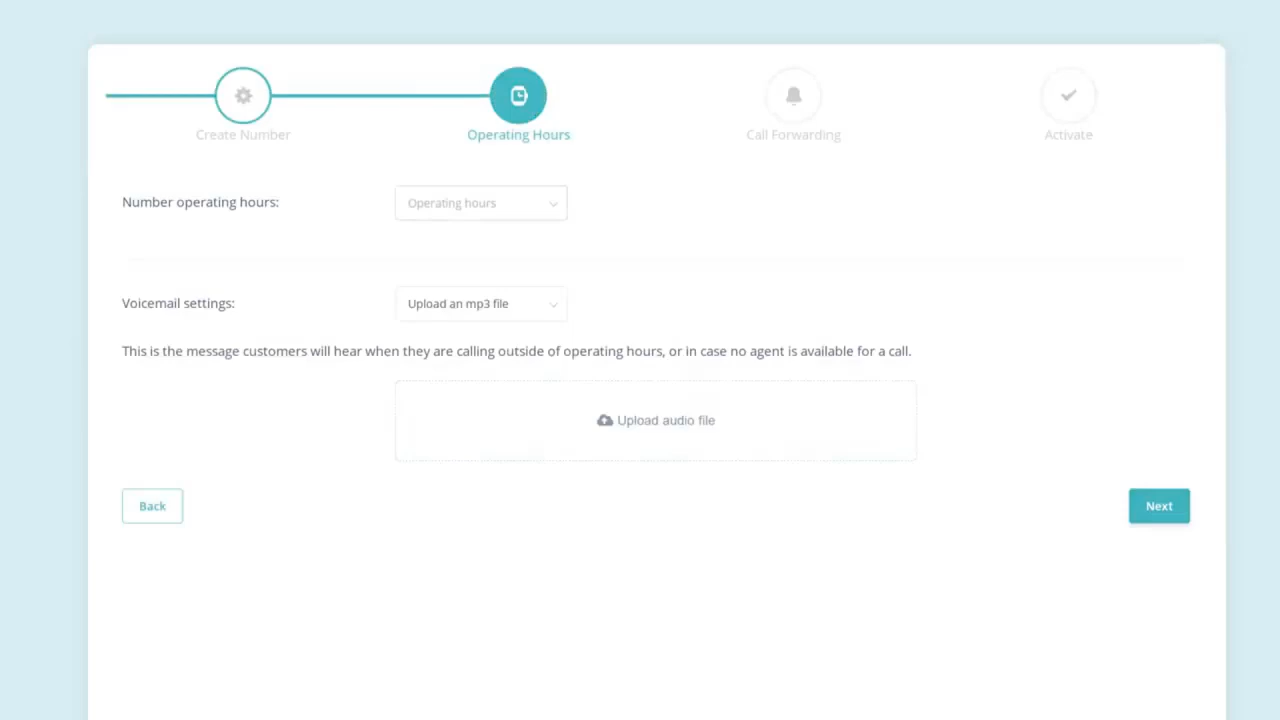 Create Number
Operating Hours
Call Forwarding
Activate
Number operating hours:
Operating hours
Voicemail settings:
Upload an mp3 file
This is the message customers will hear when they are calling outside of operating hours, or in case no agent is available for a call.
Upload audio file
Back
Next